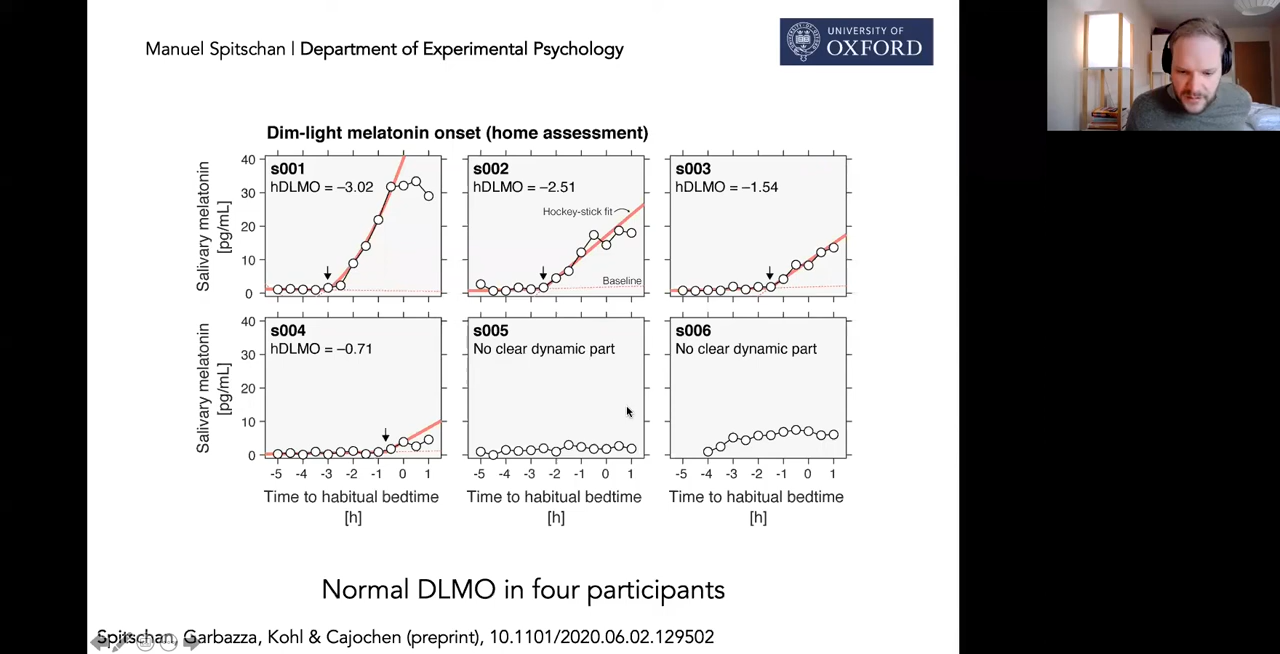 Manuel Spitschan | Department of Experimental Psychology
UNIVERSITY OF
OXFORD
Dim-light melatonin onset (home assessment)
Salivary melatonin
[pg/mL]
40
30
20
10
0
s001
hDLMO = −3.02
s002
hDLMO = −2.51
Hockey-stick fit
Baseline
s003
hDLMO = −1.54
Salivary melatonin
[pg/mL]
40
30
20
10
0
s004
hDLMO = −0.71
s005
No clear dynamic part
s006
No clear dynamic part
-5 -4 -3 -2 -1 0 1
-5 -4 -3 -2 -1 0 1
-5 -4 -3 -2 -1 0 1
Time to habitual bedtime
[h]
Time to habitual bedtime
[h]
Time to habitual bedtime
[h]
Normal DLMO in four participants
Spitschan, Garbazza, Kohl & Cajochen (preprint), 10.1101/2020.06.02.129502